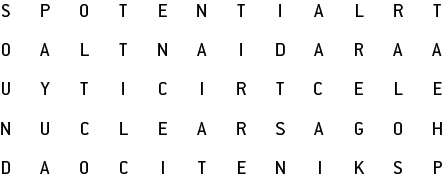 S P O T E N T I A L R T
O A L T N A I D A R A A
U Y T I C I R T C E L E
N U C L E A R S A G O H
D A O C I T E N I K S P